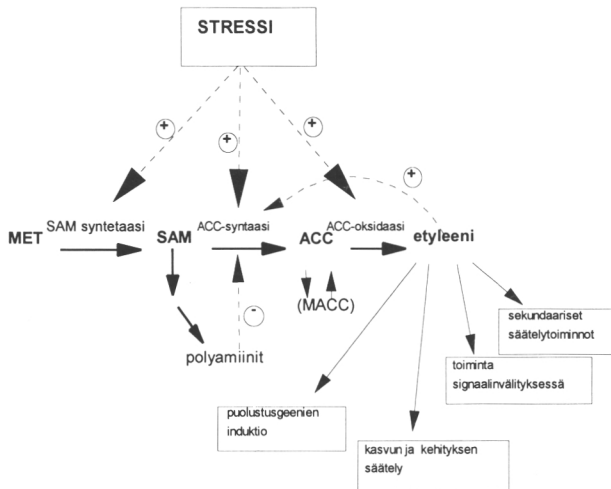 STRESSI
+
+
+
+
MET
SAM syntetaasi
SAM
ACC-syntaasi
ACC
ACC-oksidaasi
etyleeni
(MACC)
-
polyamiinit
sekundaariset
säätelytoiminnot
toiminta
signaalinvälityksessä
puolustusgeenien
induktio
kasvun ja kehityksen
säätely